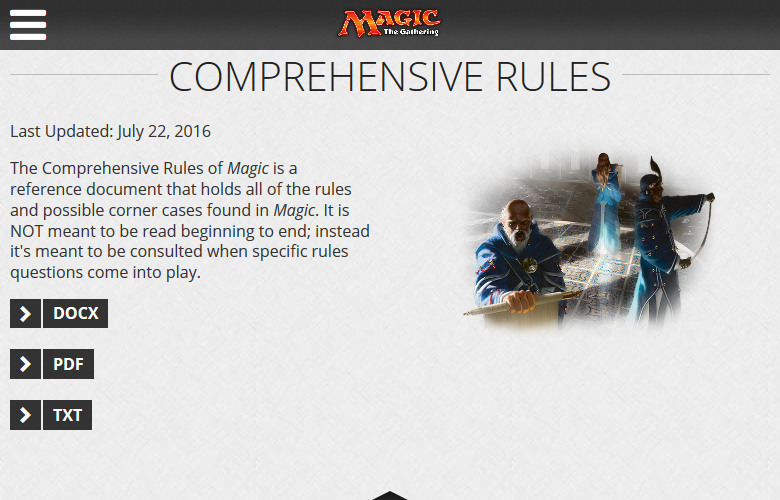 MAGIC
The Gathering
COMPREHENSIVE RULES
Last Updated: July 22, 2016
The Comprehensive Rules of Magic is a
reference document that holds all of the rules
and possible corner cases found in Magic. It is
NOT meant to be read beginning to end; instead
it's meant to be consulted when specific rules
questions come into play.
DOCX
PDF
TXT